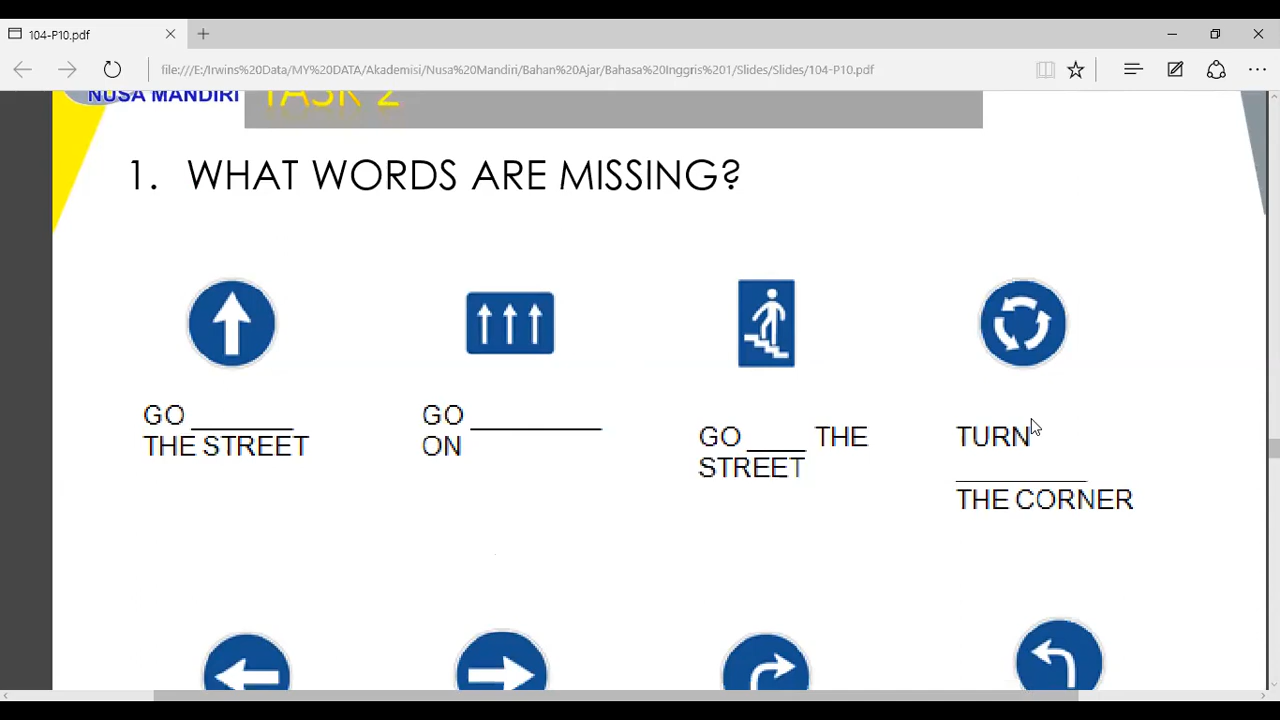 104-P10.pdf
file:///E:/Irwins%20Data/MY%20DATA/Akademisi/Nusa%20Mandiri/Bahan%20Ajar/Bahasa%20Inggris%201/Slides/Slides/104-P10.pdf
NUSA MANDIRI
TASK 2
1. WHAT WORDS ARE MISSING?
GO _______
THE STREET
GO _________
ON
GO ____ THE
STREET
TURN
_________
THE CORNER